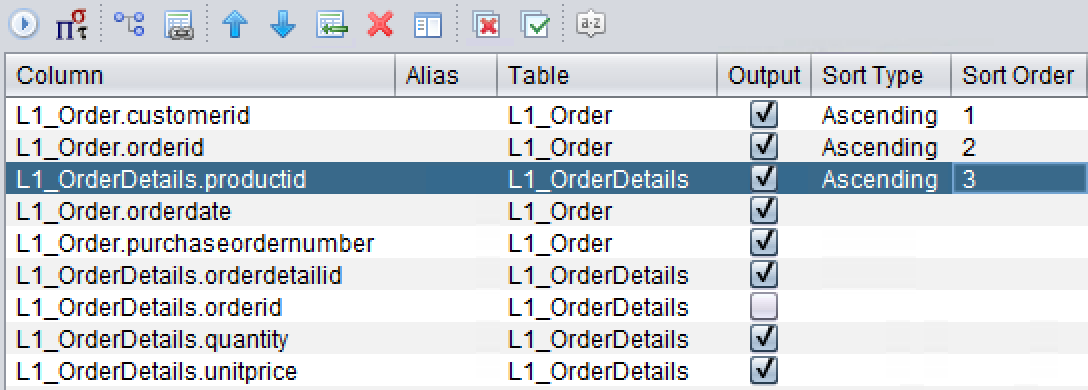 Πστ
a·z
Column Alias Table Output Sort Type Sort Order
L1_Order.customerid L1_Order Ascending 1
L1_Order.orderid L1_Order Ascending 2
L1_OrderDetails.productid L1_OrderDetails Ascending 3
L1_Order.orderdate L1_Order
L1_Order.purchaseordernumber L1_Order
L1_OrderDetails.orderdetailid L1_OrderDetails
L1_OrderDetails.orderid L1_OrderDetails
L1_OrderDetails.quantity L1_OrderDetails
L1_OrderDetails.unitprice L1_OrderDetails